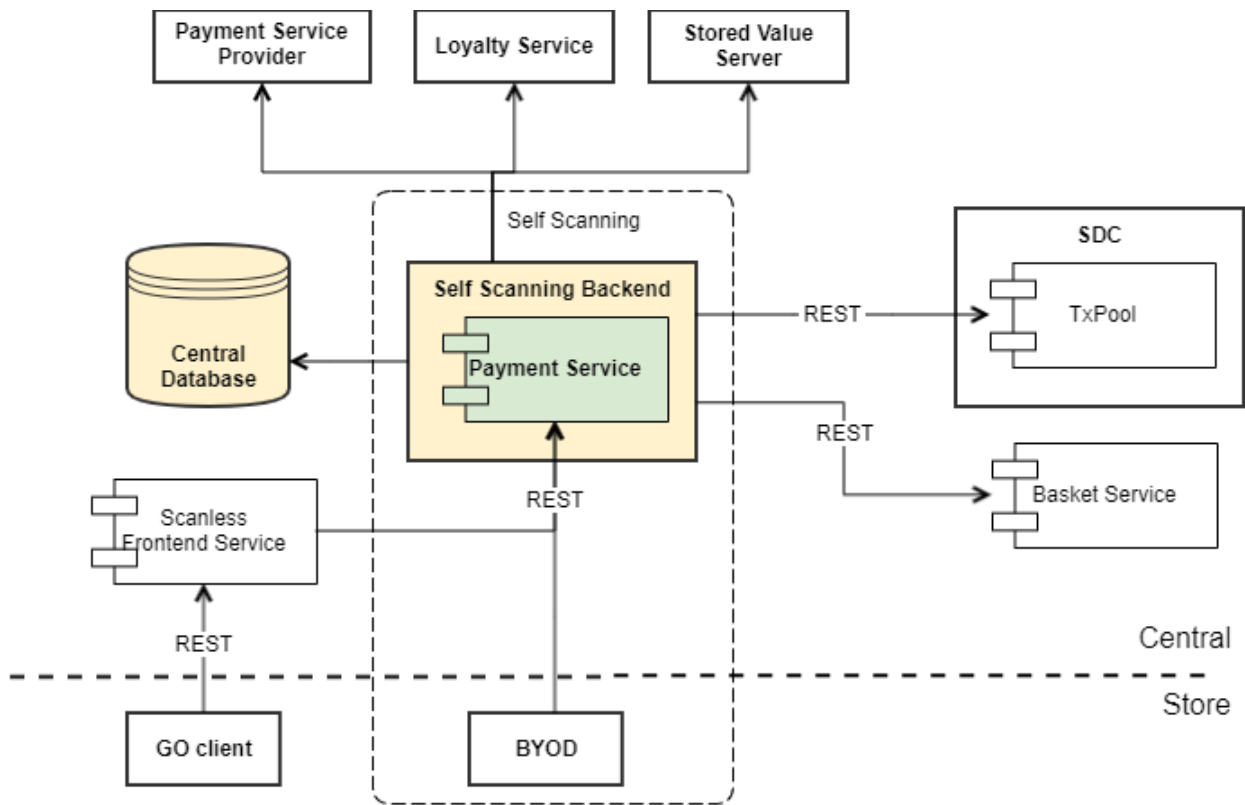 Payment Service
Provider
Loyalty Service
Stored Value
Server
Self Scanning
SDC
Self Scanning Backend
REST
TxPool
Central
Database
Payment Service
REST
REST
Scanless
Frontend Service
Basket Service
REST
Central
Store
GO client
BYOD